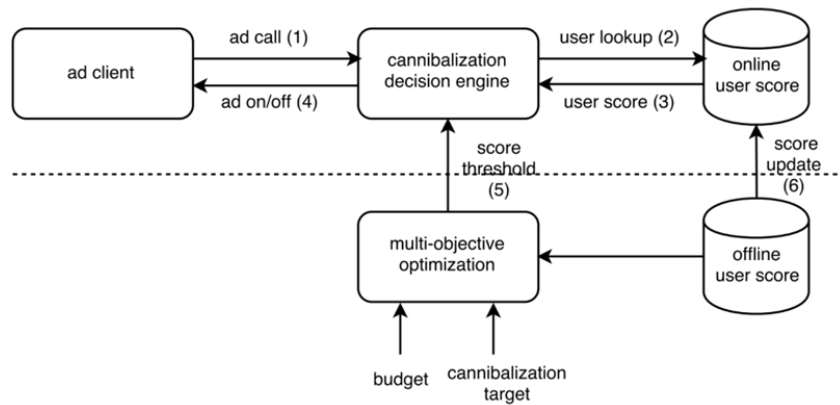 ad client
ad call (1)
ad on/off (4)
cannibalization
decision engine
user lookup (2)
user score (3)
online
user score
score
threshold
(5)
score
update
(6)
multi-objective
optimization
offline
user score
budget
cannibalization
target